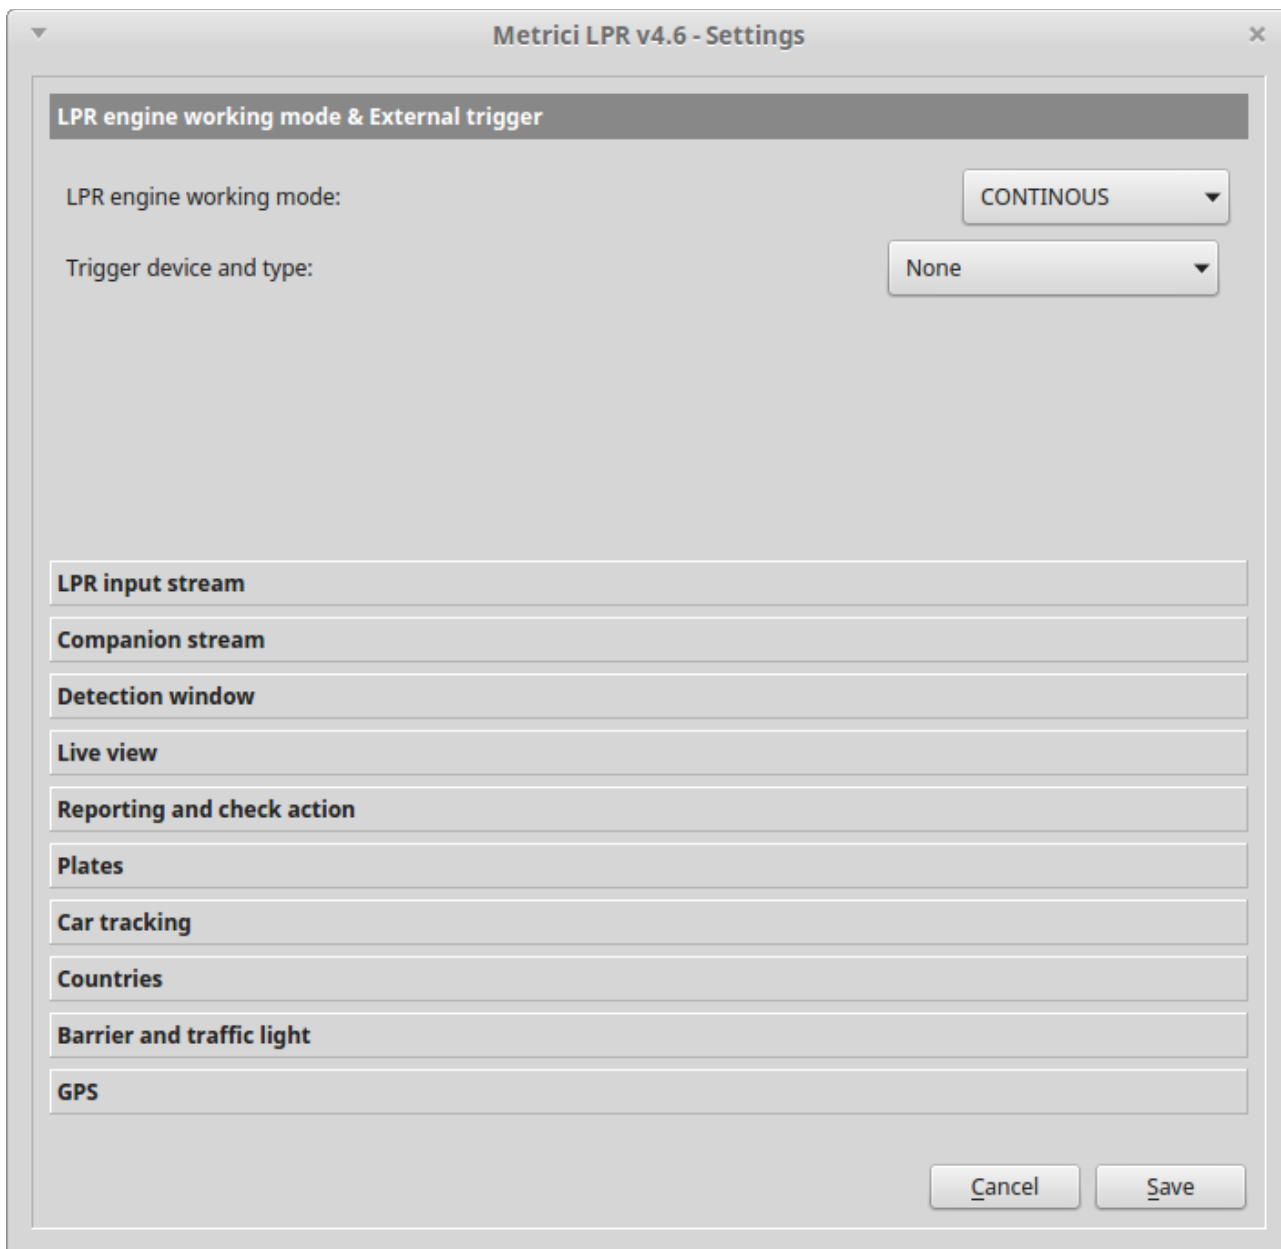 Metrici LPR v4.6 - Settings
LPR engine working mode & External trigger
LPR engine working mode: CONTINOUS
Trigger device and type: None
LPR input stream
Companion stream
Detection window
Live view
Reporting and check action
Plates
Car tracking
Countries
Barrier and traffic light
GPS
Cancel Save